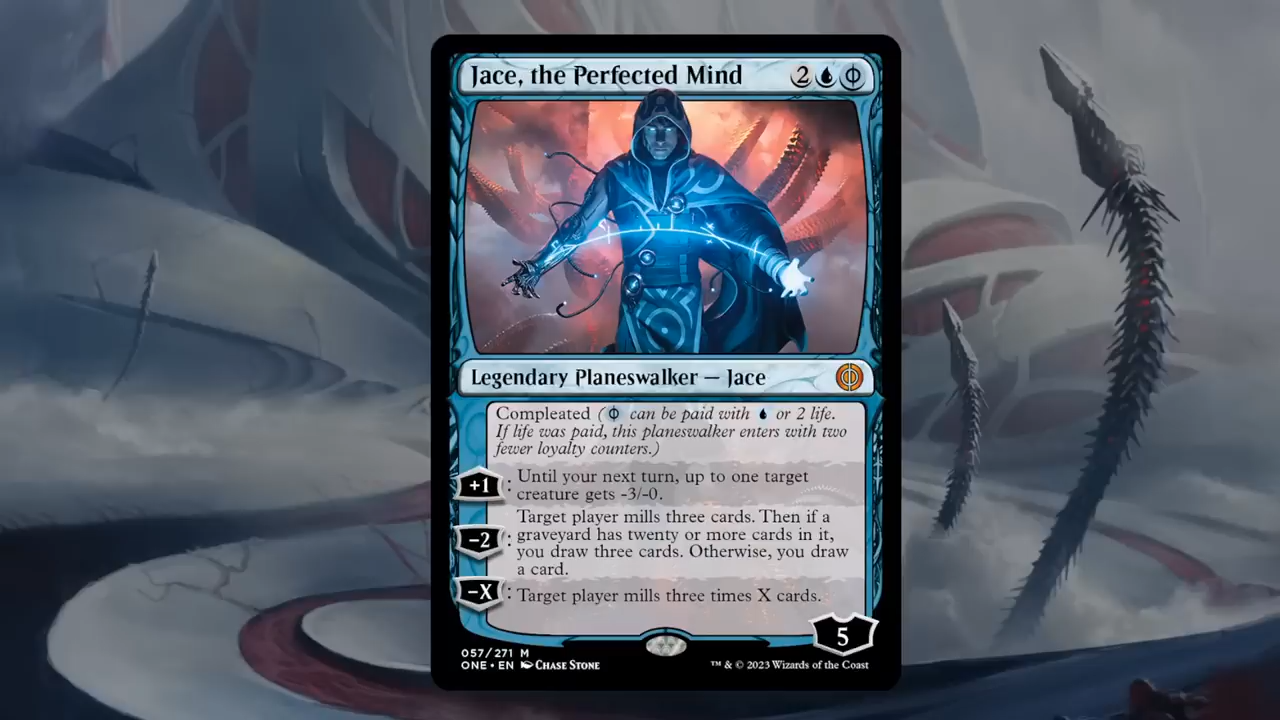 Jace, the Perfected Mind 2
Legendary Planeswalker — Jace
Compleated ( can be paid with or 2 life.
If life was paid, this planeswalker enters with two
fewer loyalty counters.)
+1: Until your next turn, up to one target
creature gets -3/-0.
Target player mills three cards. Then if a
−2: graveyard has twenty or more cards in it,
you draw three cards. Otherwise, you draw
a card.
−X: Target player mills three times X cards.
5
057/271 M
ONE • EN Chase Stone
™ & © 2023 Wizards of the Coast